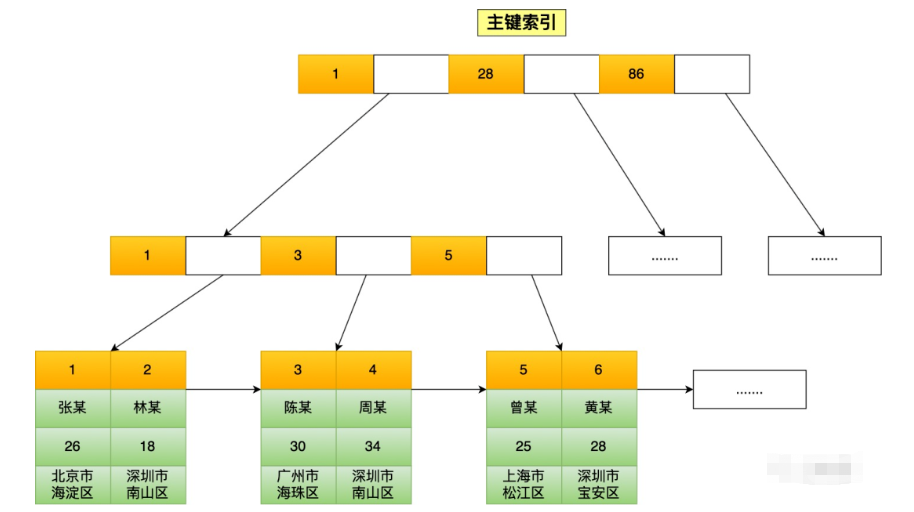 主键索引
1 28 86
1 3 5 ....... .......
1 2 3 4 5 6
.......
张某 林某 陈某 周某 曾某 黄某
26 18 30 34 25 28
北京市 深圳市 广州市 深圳市 上海市 深圳市
海淀区 南山区 海珠区 南山区 松江区 宝安区